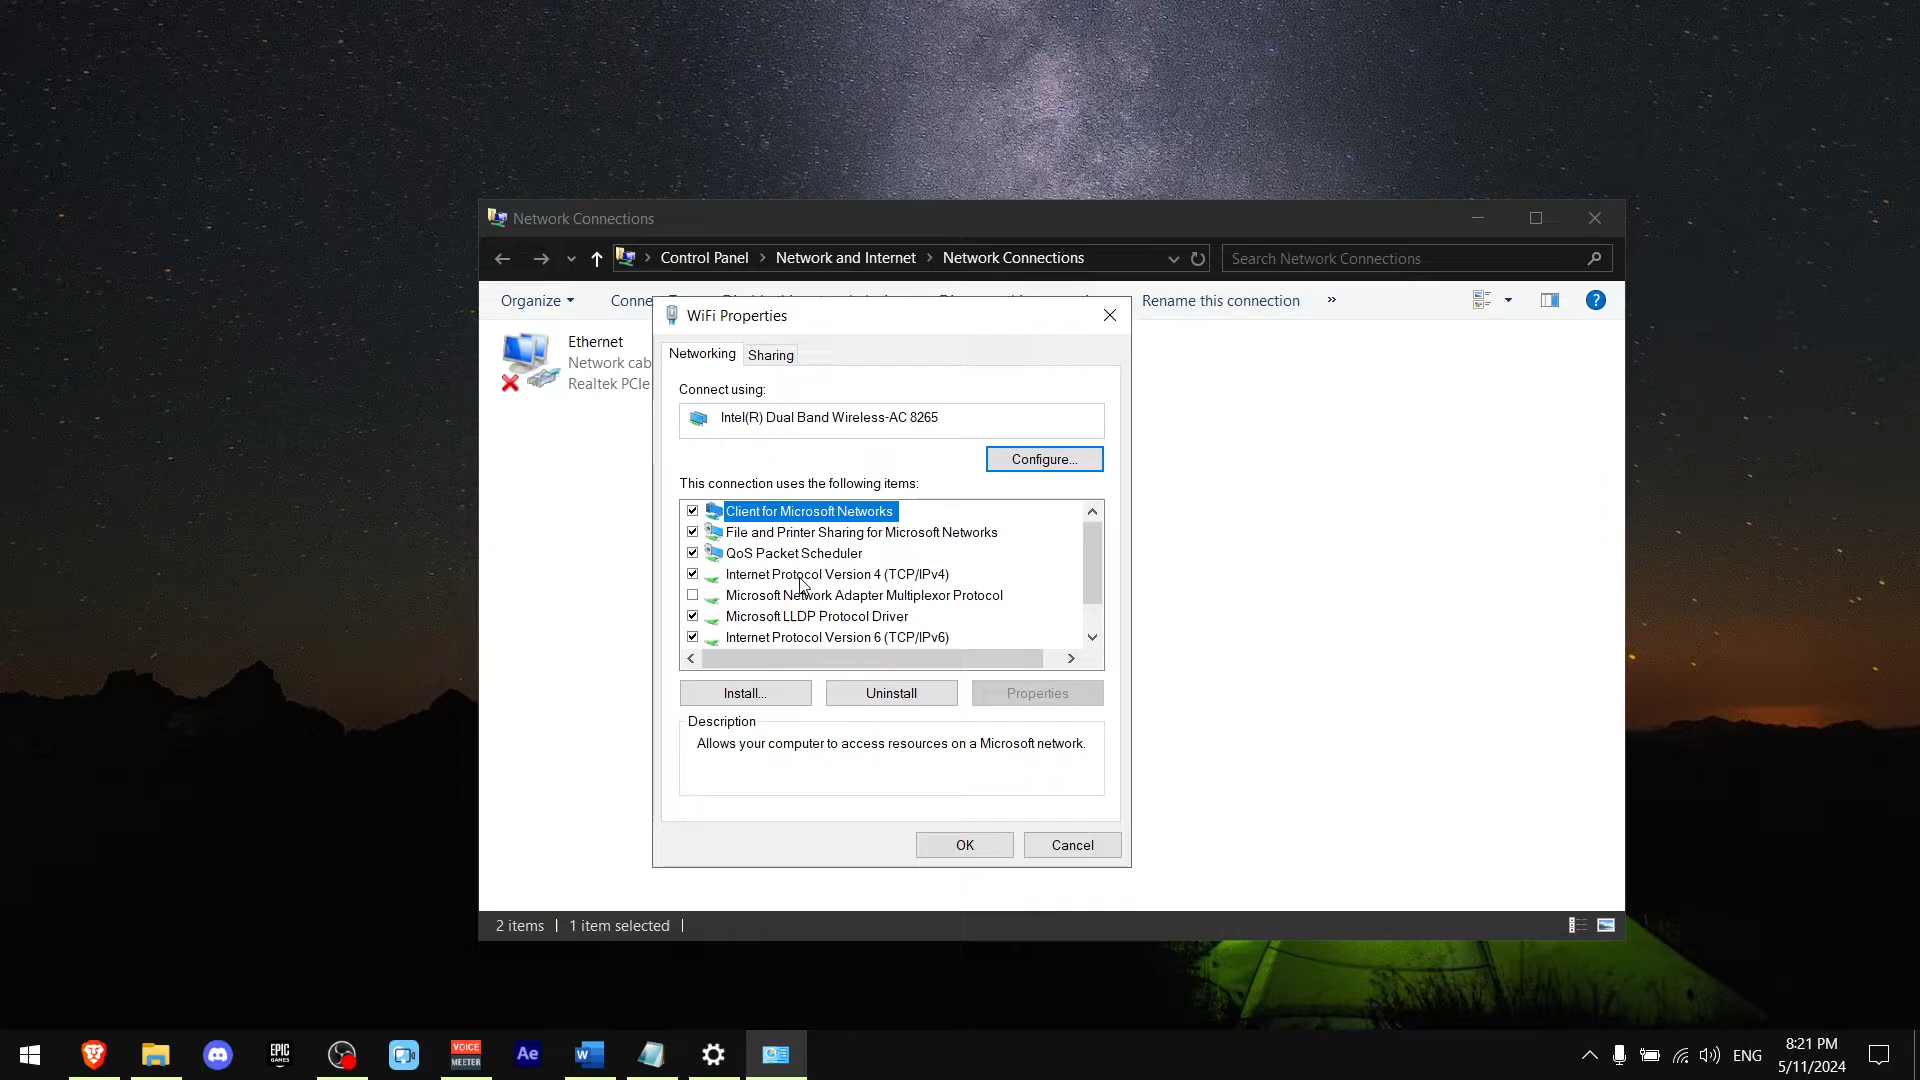 Network Connections
Control Panel > Network and Internet > Network Connections
Search Network Connections
Organize
Conne
Rename this connection
»
?
Ethernet
Network cab
Realtek PCIe
WiFi Properties
Networking
Sharing
Connect using:
Intel(R) Dual Band Wireless-AC 8265
Configure...
This connection uses the following items:
Client for Microsoft Networks
File and Printer Sharing for Microsoft Networks
QoS Packet Scheduler
Internet Protocol Version 4 (TCP/IPv4)
Microsoft Network Adapter Multiplexor Protocol
Microsoft LLDP Protocol Driver
Internet Protocol Version 6 (TCP/IPv6)
Install...
Uninstall
Properties
Description
Allows your computer to access resources on a Microsoft network.
OK
Cancel
2 items
1 item selected
EPIC
GAMES
VOICE
MEETER
Ae
W
ENG
8:21 PM
5/11/2024